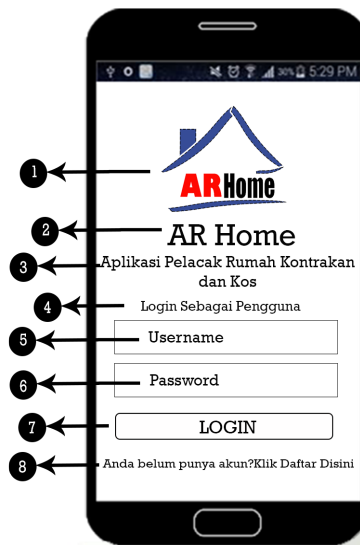 30% 5:29 PM
1
ARHome
2
AR Home
3
Aplikasi Pelacak Rumah Kontrakan
dan Kos
4
Login Sebagai Pengguna
5
Username
6
Password
7
LOGIN
8
Anda belum punya akun?Klik Daftar Disini